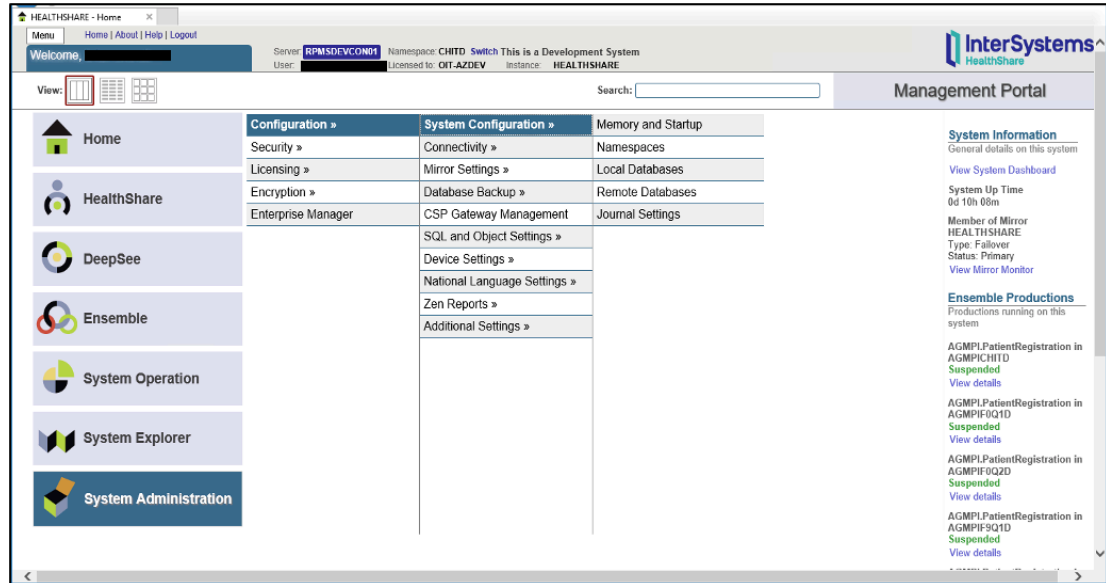 HEALTHSHARE - Home ×
Menu Home | About | Help | Logout
Welcome,
Server: RPMSDEVCON01 Namespace: CHITD Switch This is a Development System
User: Licensed to: OIT-AZDEV Instance: HEALTHSHARE
InterSystems
HealthShare
View:
Search:
Management Portal
Home
HealthShare
DeepSee
Ensemble
System Operation
System Explorer
System Administration
Configuration »
Security »
Licensing »
Encryption »
Enterprise Manager
System Configuration »
Connectivity »
Mirror Settings »
Database Backup »
CSP Gateway Management
SQL and Object Settings »
Device Settings »
National Language Settings »
Zen Reports »
Additional Settings »
Memory and Startup
Namespaces
Local Databases
Remote Databases
Journal Settings
System Information
General details on this system
View System Dashboard
System Up Time
0d 10h 08m
Member of Mirror
HEALTHSHARE
Type: Failover
Status: Primary
View Mirror Monitor
Ensemble Productions
Productions running on this
system
AGMPI.PatientRegistration in
AGMPICHITD
Suspended
View details
AGMPI.PatientRegistration in
AGMPIF0Q1D
Suspended
View details
AGMPI.PatientRegistration in
AGMPIF0Q2D
Suspended
View details
AGMPI.PatientRegistration in
AGMPIF9Q1D
Suspended
View details